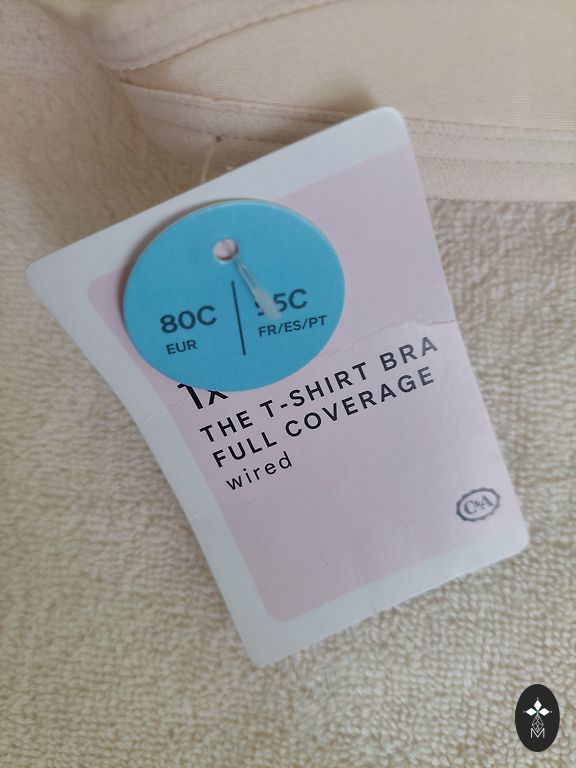 80C
EUR
FR/ES/PT
1x
THE T-SHIRT BRA
FULL COVERAGE
wired
C&A
M